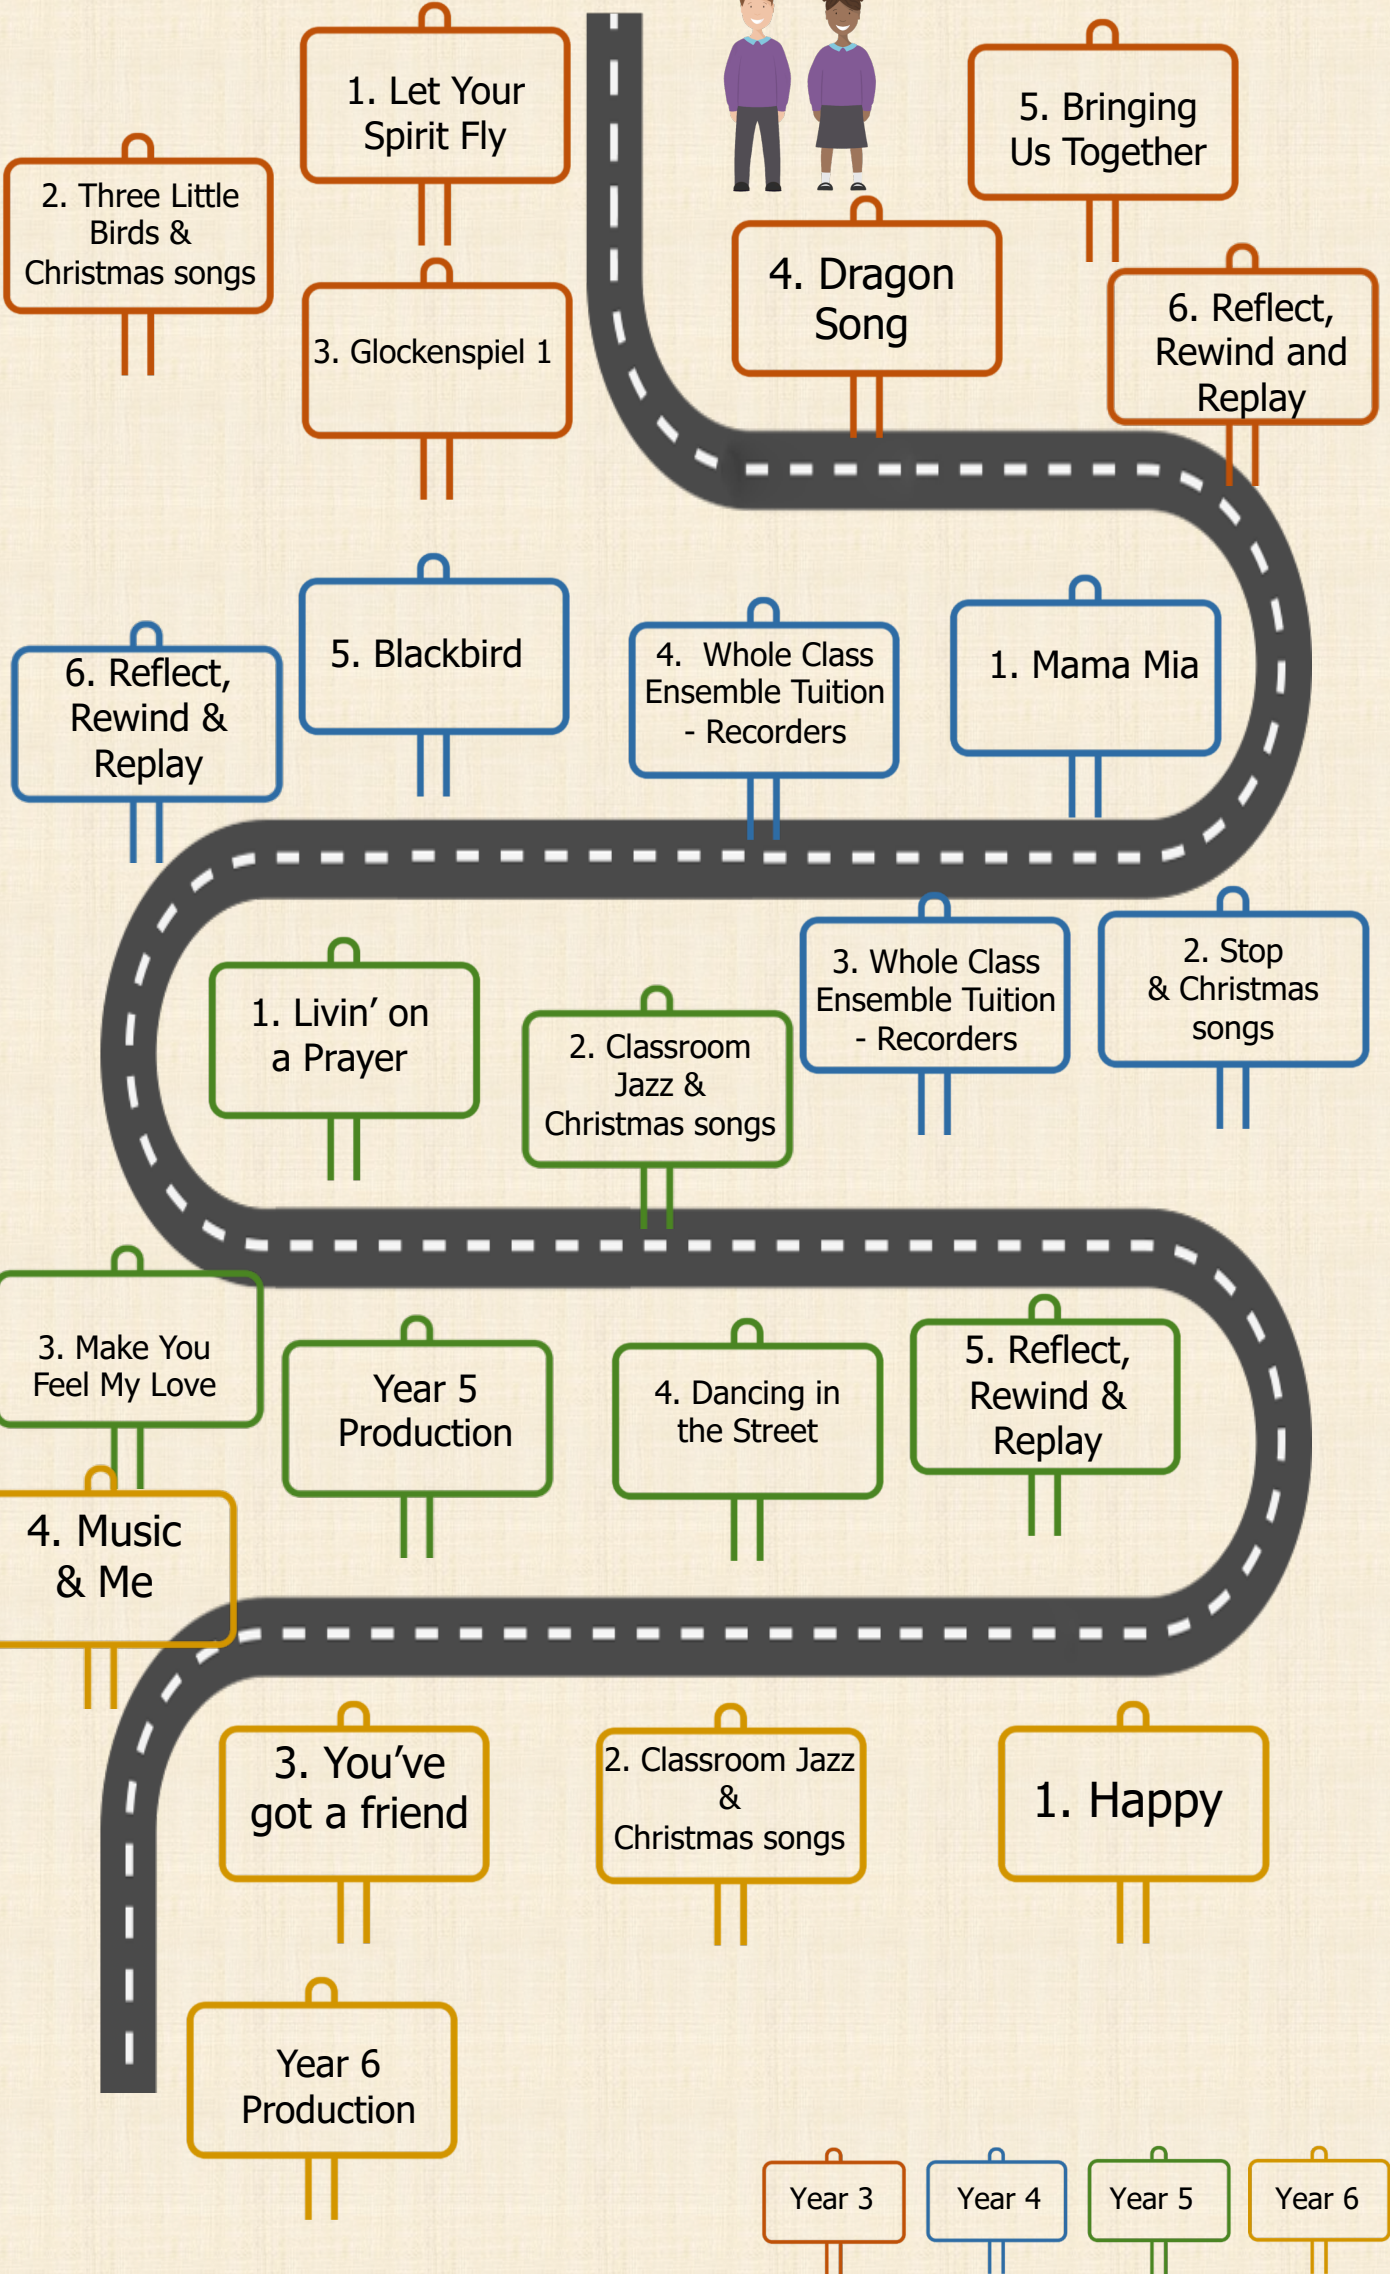 1. Let Your
Spirit Fly
2. Three Little
Birds &
Christmas songs
3. Glockenspiel 1
4. Dragon
Song
5. Bringing
Us Together
6. Reflect,
Rewind and
Replay
1. Mama Mia
2. Stop
& Christmas
songs
3. Whole Class
Ensemble Tuition
- Recorders
4. Whole Class
Ensemble Tuition
- Recorders
5. Blackbird
6. Reflect,
Rewind &
Replay
1. Livin’ on
a Prayer
2. Classroom
Jazz &
Christmas songs
3. Make You
Feel My Love
Year 5
Production
4. Dancing in
the Street
5. Reflect,
Rewind &
Replay
1. Happy
2. Classroom Jazz
&
Christmas songs
3. You’ve
got a friend
4. Music
& Me
Year 6
Production
Year 3
Year 4
Year 5
Year 6